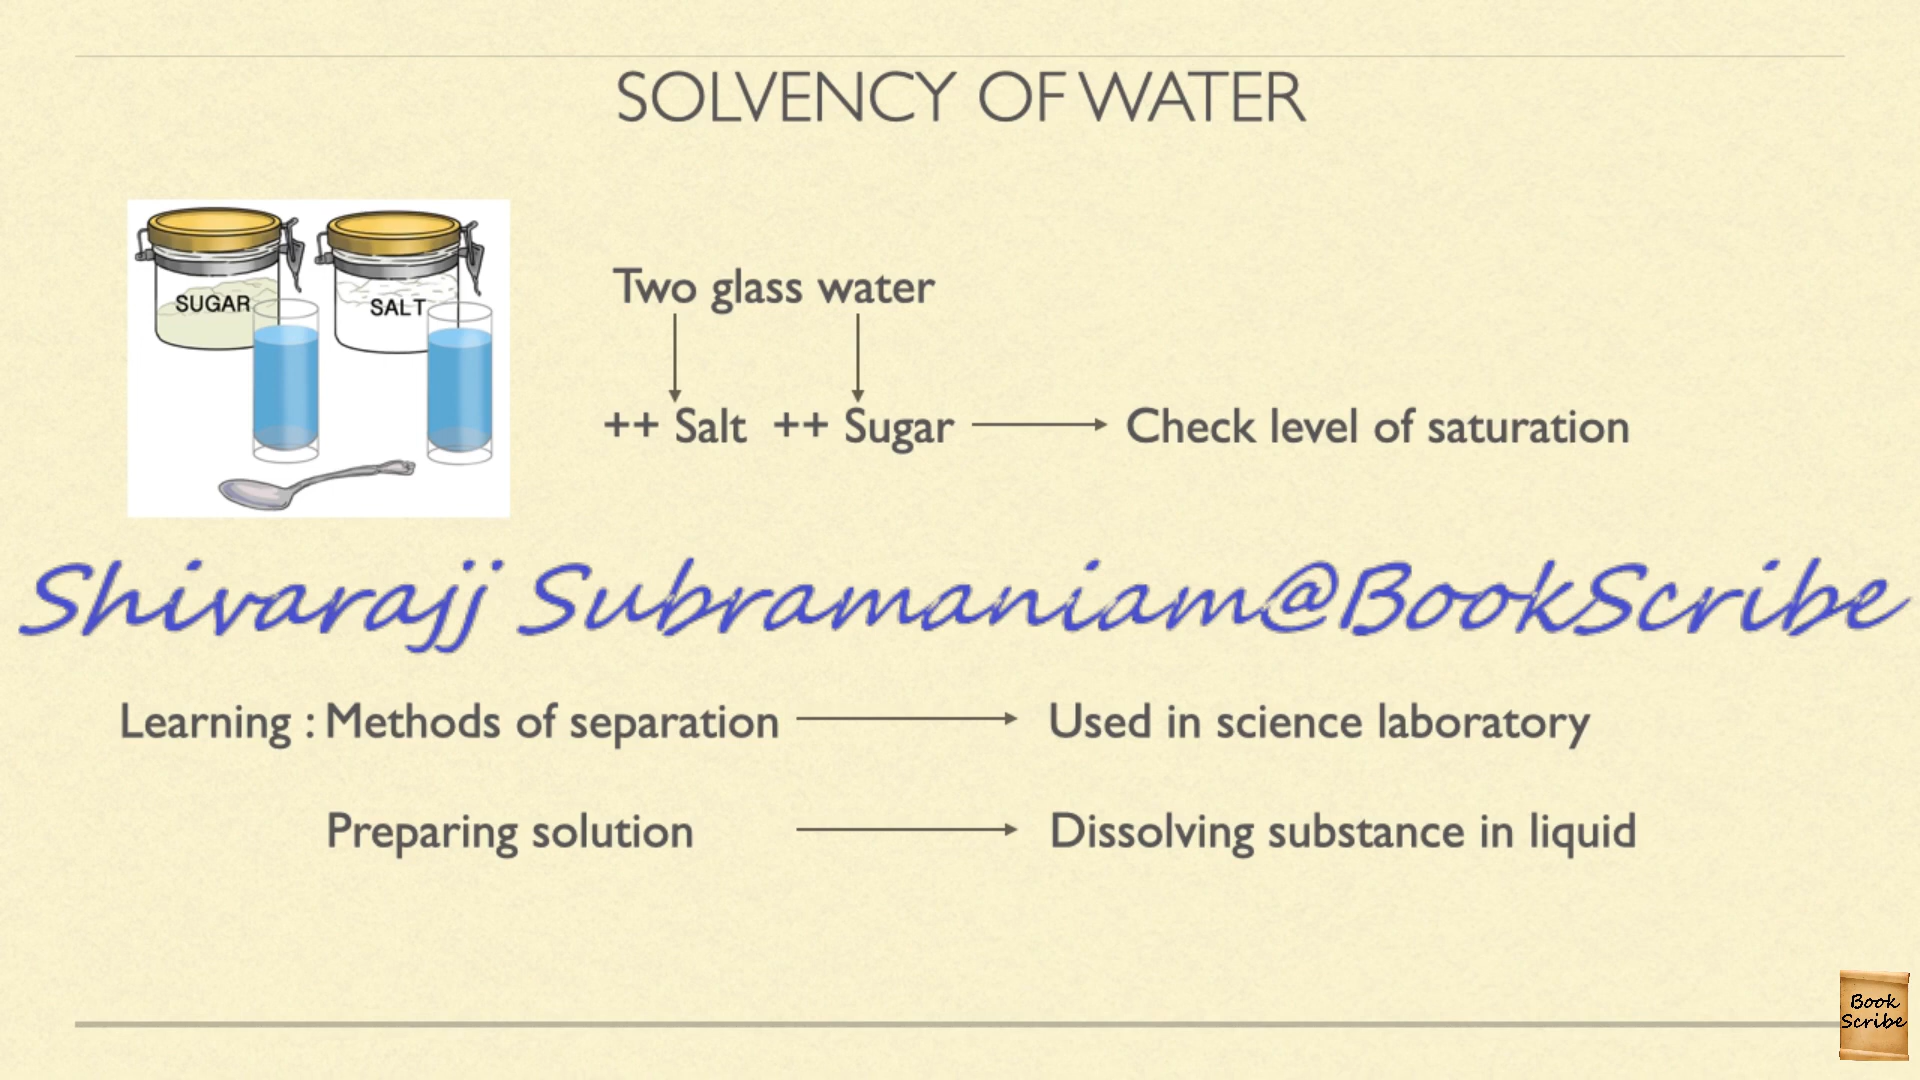 SOLVENCY OF WATER
SUGAR
SALT
Two glass water
++ Salt ++ Sugar
Check level of saturation
Shivarajj Subramaniam@BookScribe
Learning : Methods of separation
Used in science laboratory
Preparing solution
Dissolving substance in liquid
Book
Scribe